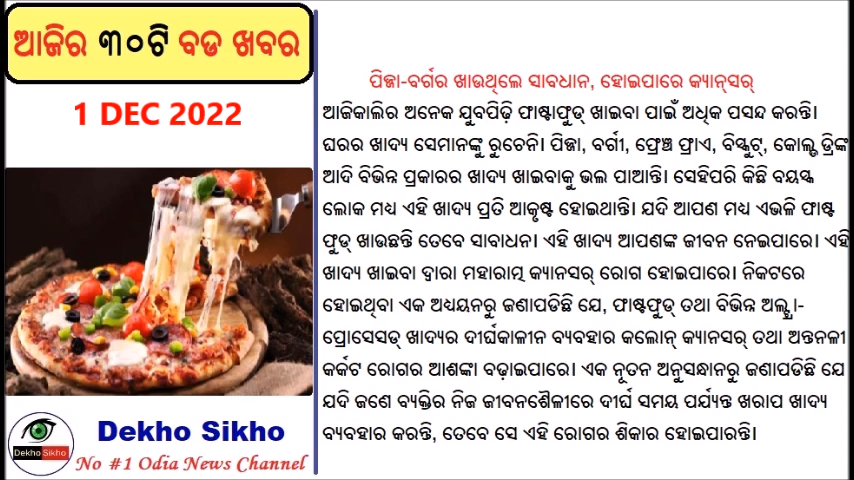 ଆଜିର ୩୦ଟି ବଡ ଖବର
1 DEC 2022
ପିଜ୍ଜା-ବର୍ଗର ଖାଉଥିଲେ ସାବଧାନ, ହୋଇପାରେ କ୍ୟାନ୍‌ସର୍
ଆଜିକାଲିର ଅନେକ ଯୁବପିଢ଼ି ଫାଷ୍ଟାଫୁଡ୍ ଖାଇବା ପାଇଁ ଅଧିକ ପସନ୍ଦ କରନ୍ତି।
ଘରର ଖାଦ୍ୟ ସେମାନଙ୍କୁ ରୁଚେନି। ପିଜ୍ଜା, ବର୍ଗୀ, ଫ୍ରେଞ୍ଚ ଫ୍ରାଏ, ବିସ୍କୁଟ୍, କୋଲ୍ଡ ଡ୍ରିଙ୍କ
ଆଦି ବିଭିନ୍ନ ପ୍ରକାରର ଖାଦ୍ୟ ଖାଇବାକୁ ଭଲ ପାଆନ୍ତି। ସେହିପରି କିଛି ବୟସ୍କ
ଲୋକ ମଧ୍ୟ ଏହି ଖାଦ୍ୟ ପ୍ରତି ଆକୃଷ୍ଟ ହୋଇଥାନ୍ତି। ଯଦି ଆପଣ ମଧ୍ୟ ଏଭଳି ଫାଷ୍ଟ
ଫୁଡ୍ ଖାଉଛନ୍ତି ତେବେ ସାବାଧନ। ଏହି ଖାଦ୍ୟ ଆପଣଙ୍କ ଜୀବନ ନେଇପାରେ। ଏହି
ଖାଦ୍ୟ ଖାଇବା ଦ୍ୱାରା ମହାରାତ୍ମ କ୍ୟାନସର୍ ରୋଗ ହୋଇପାରେ। ନିକଟରେ
ହୋଇଥିବା ଏକ ଅଧ୍ୟୟନରୁ ଜଣାପଡିଛି ଯେ, ଫାଷ୍ଟଫୁଡ୍ ତଥା ବିଭିନ୍ନ ଅଲ୍ଟ୍ରା-
ପ୍ରୋସେସଡ୍ ଖାଦ୍ୟର ଦୀର୍ଘକାଳୀନ ବ୍ୟବହାର କଲୋନ୍ କ୍ୟାନସର୍ ତଥା ଅନ୍ତନଳୀ
କର୍କଟ ରୋଗର ଆଶଙ୍କା ବଢ଼ାଇପାରେ। ଏକ ନୂତନ ଅନୁସନ୍ଧାନରୁ ଜଣାପଡିଛି ଯେ
ଯଦି ଜଣେ ବ୍ୟକ୍ତିର ନିଜ ଜୀବନଶୈଳୀରେ ଦୀର୍ଘ ସମୟ ପର୍ଯ୍ୟନ୍ତ ଖରାପ ଖାଦ୍ୟ
ବ୍ୟବହାର କରନ୍ତି, ତେବେ ସେ ଏହି ରୋଗର ଶିକାର ହୋଇପାରନ୍ତି।
Dekho Sikho
Dekho Sikho
No #1 Odia News Channel